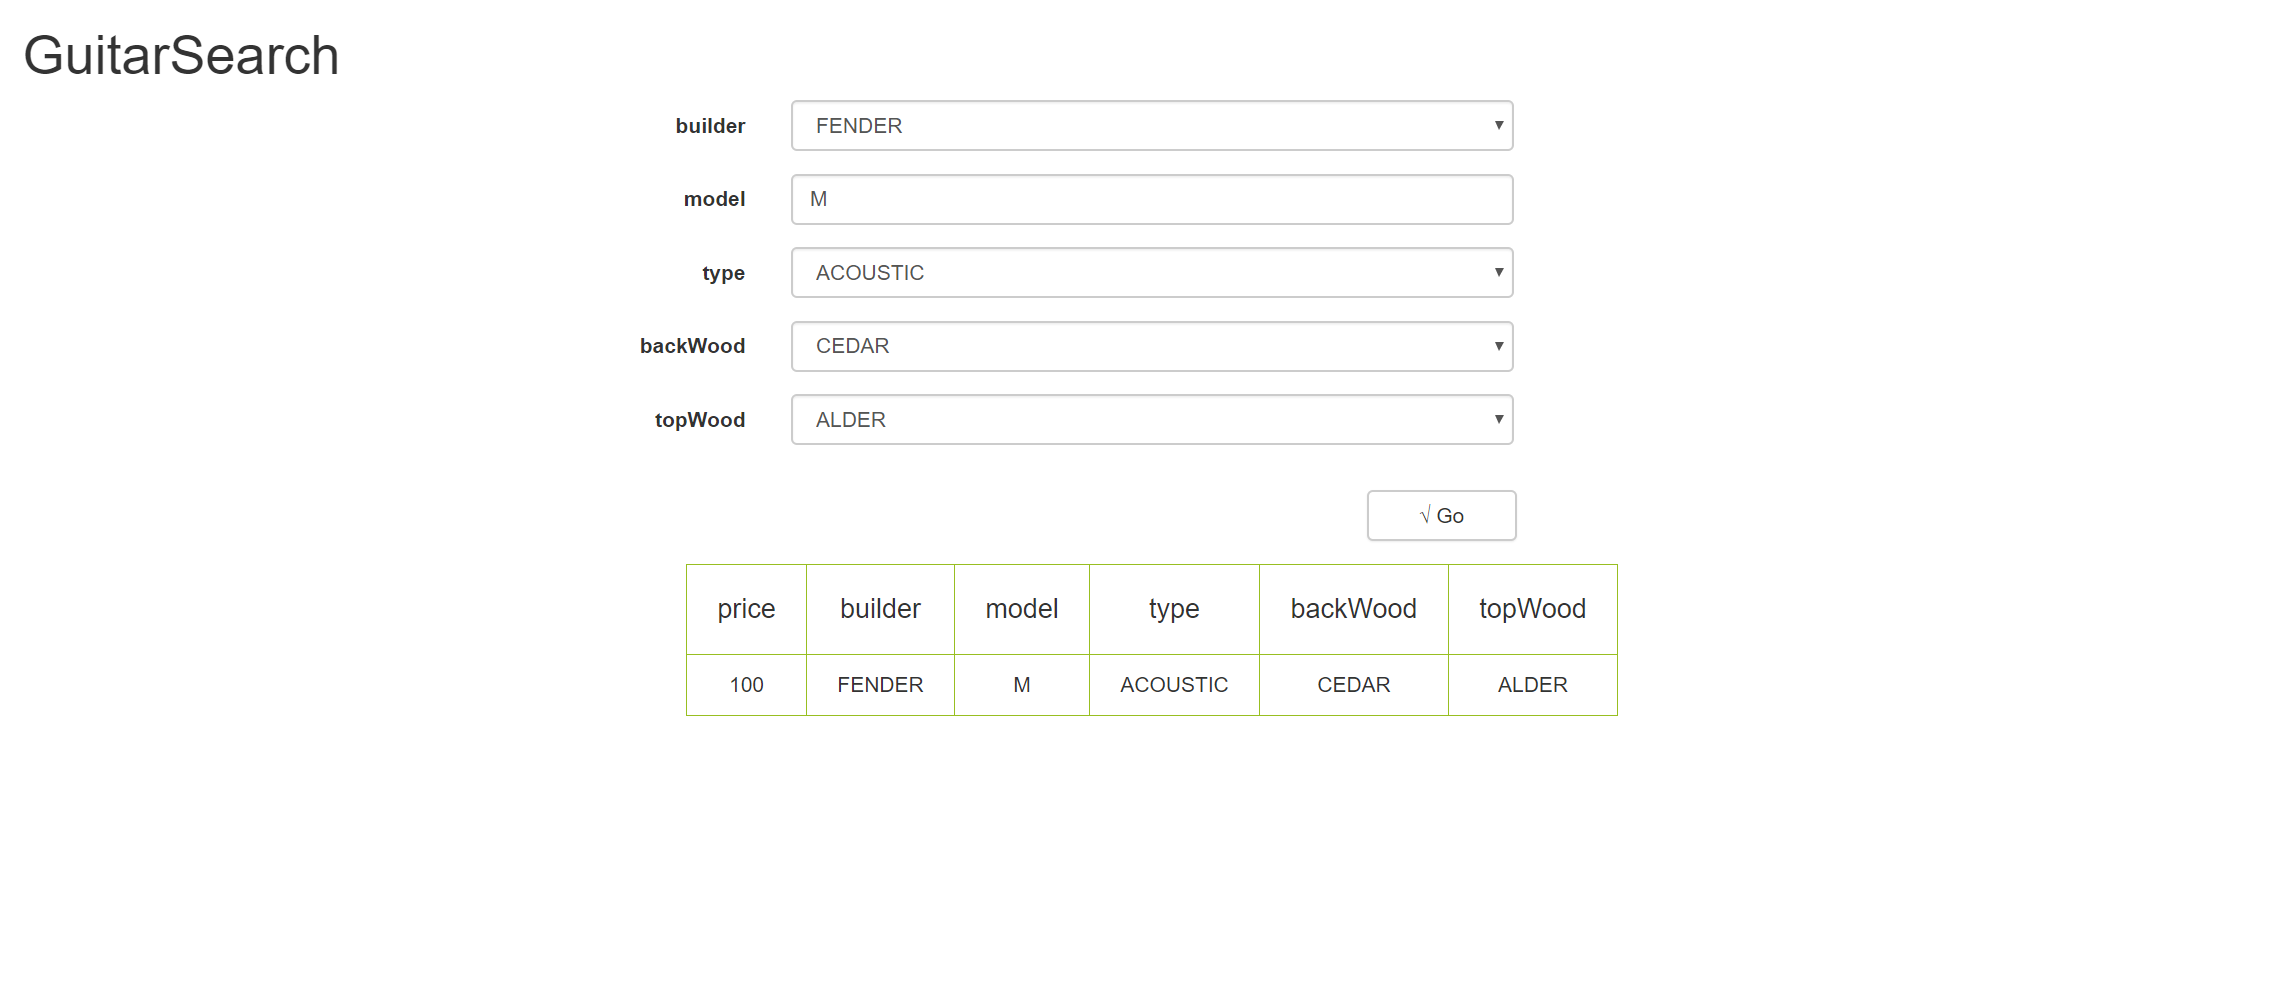 GuitarSearch
builder FENDER
model M
type ACOUSTIC
backWood CEDAR
topWood ALDER
√ Go
price builder model type backWood topWood
100 FENDER M ACOUSTIC CEDAR ALDER